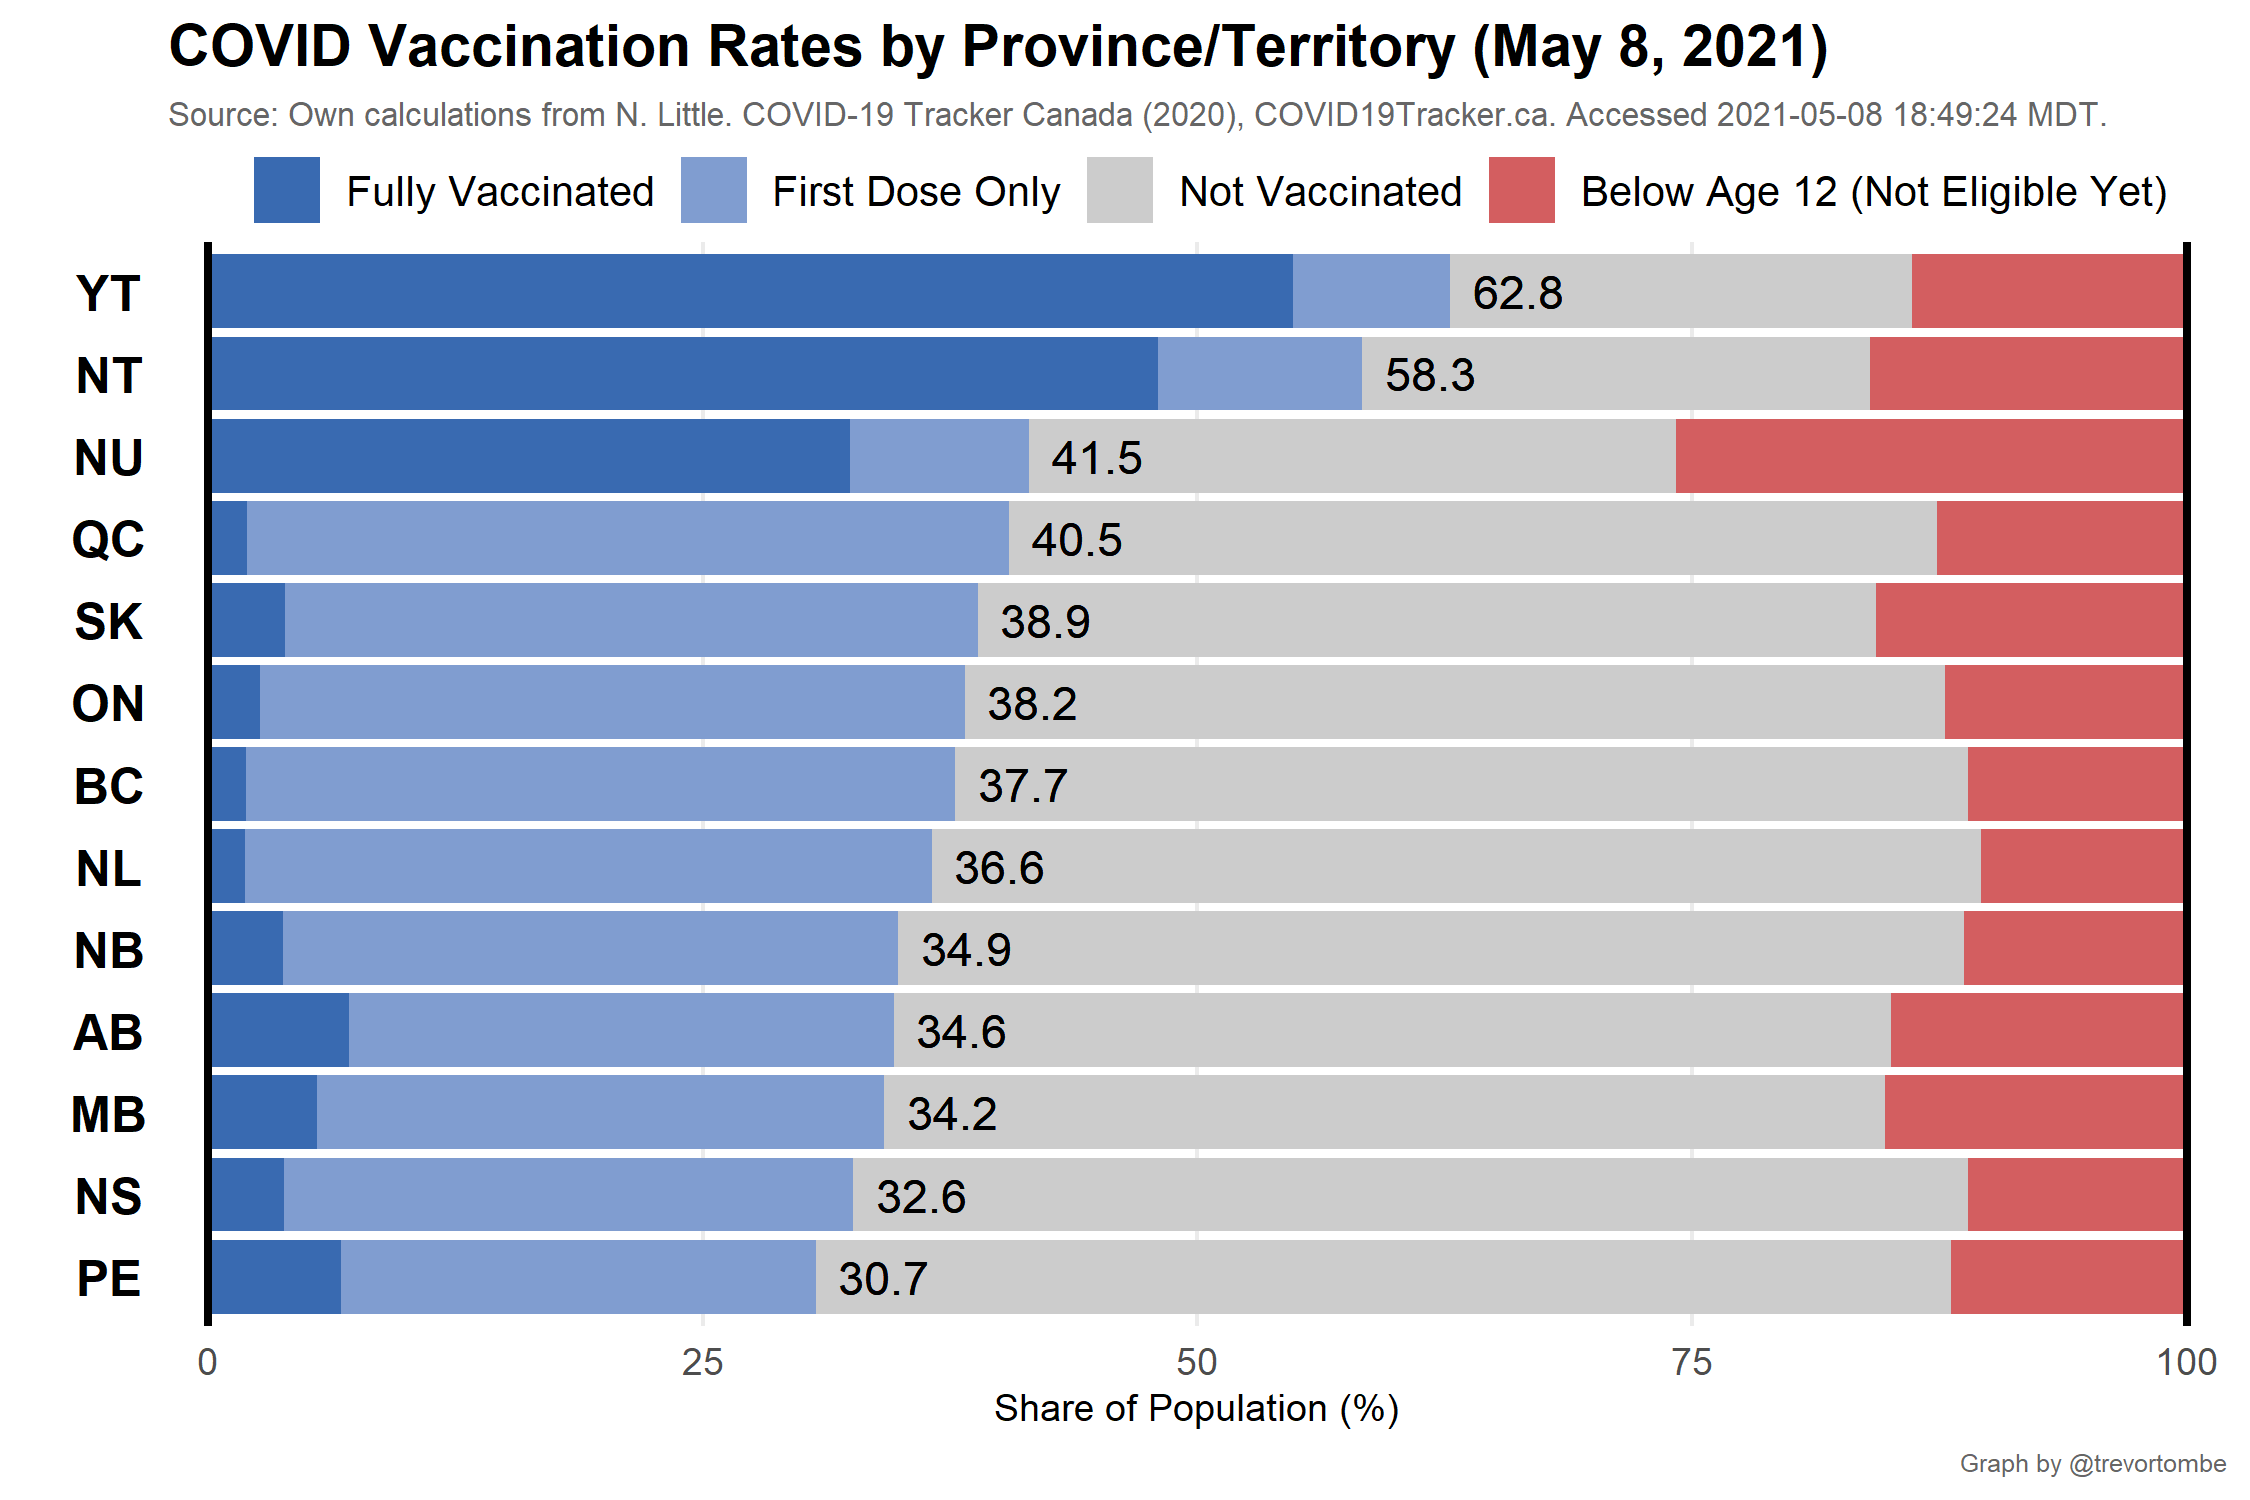 COVID Vaccination Rates by Province/Territory (May 8, 2021)
Source: Own calculations from N. Little. COVID-19 Tracker Canada (2020), COVID19Tracker.ca. Accessed 2021-05-08 18:49:24 MDT.
Fully Vaccinated First Dose Only Not Vaccinated Below Age 12 (Not Eligible Yet)
YT 62.8
NT 58.3
NU 41.5
QC 40.5
SK 38.9
ON 38.2
BC 37.7
NL 36.6
NB 34.9
AB 34.6
MB 34.2
NS 32.6
PE 30.7
0 25 50 75 100
Share of Population (%)
Graph by @trevortombe